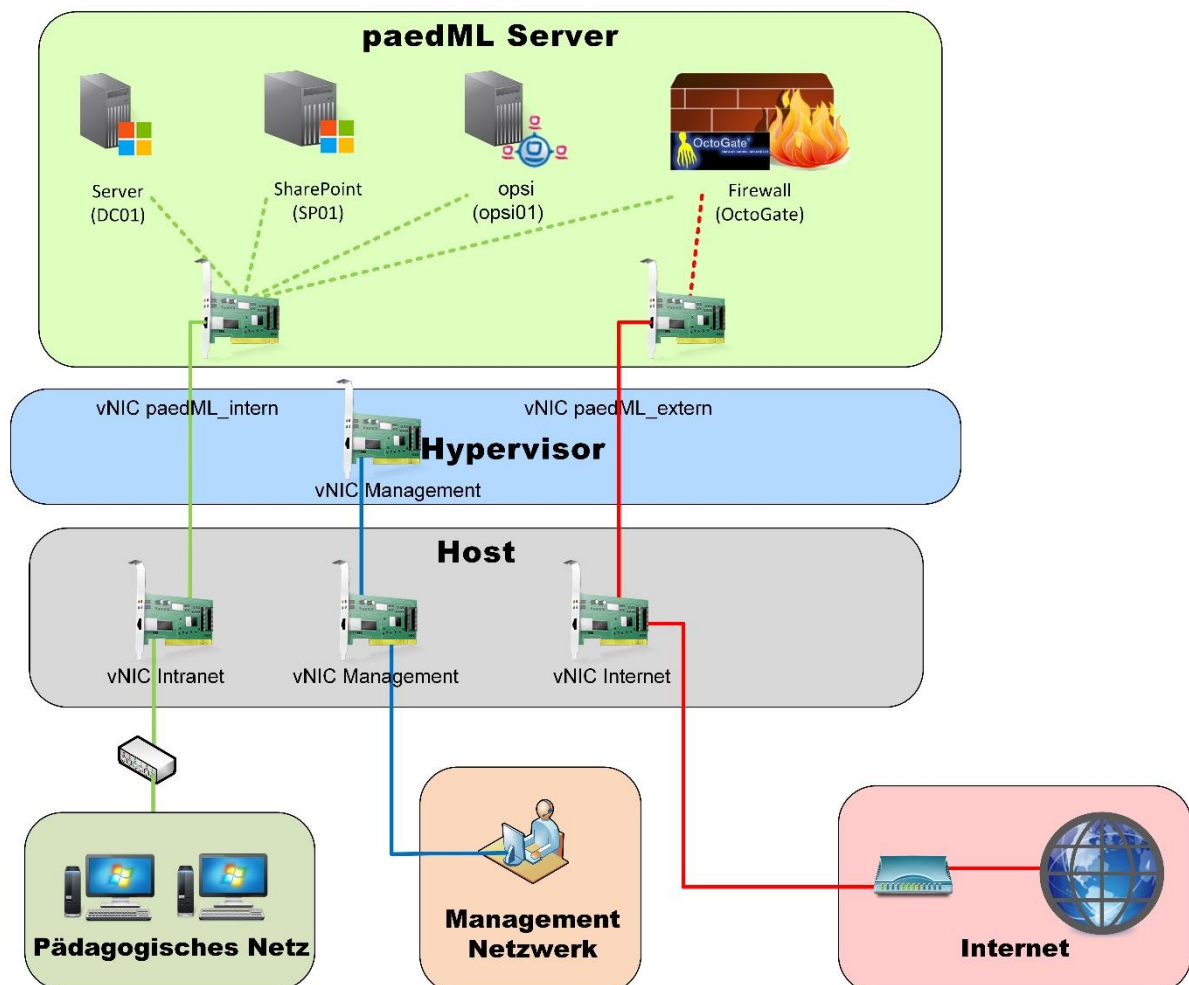 paedML Server
OctoGate
Server
(DC01)
SharePoint
(SP01)
opsi
(opsi01)
Firewall
(OctoGate)
vNIC paedML_intern
vNIC paedML_extern
Hypervisor
vNIC Management
Host
vNIC Intranet
vNIC Management
vNIC Internet
Pädagogisches Netz
Management
Netzwerk
Internet